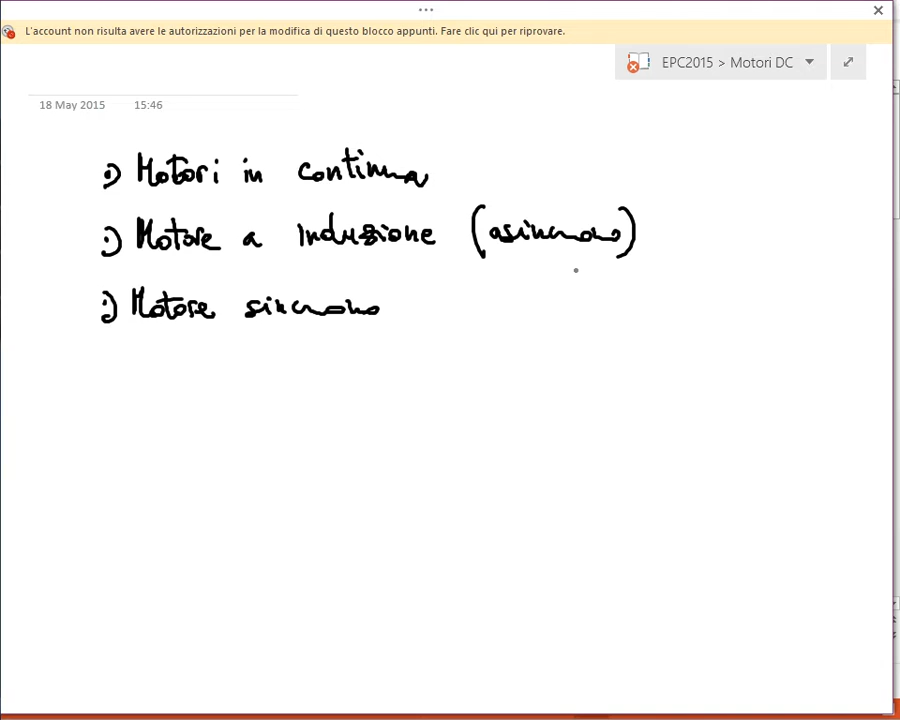 L'account non risulta avere le autorizzazioni per la modifica di questo blocco appunti. Fare clic qui per riprovare.
EPC2015 > Motori DC
18 May 2015 15:46
·) Motori in continua
·) Motore a induzione (asincrono)
·) Motore sincrono